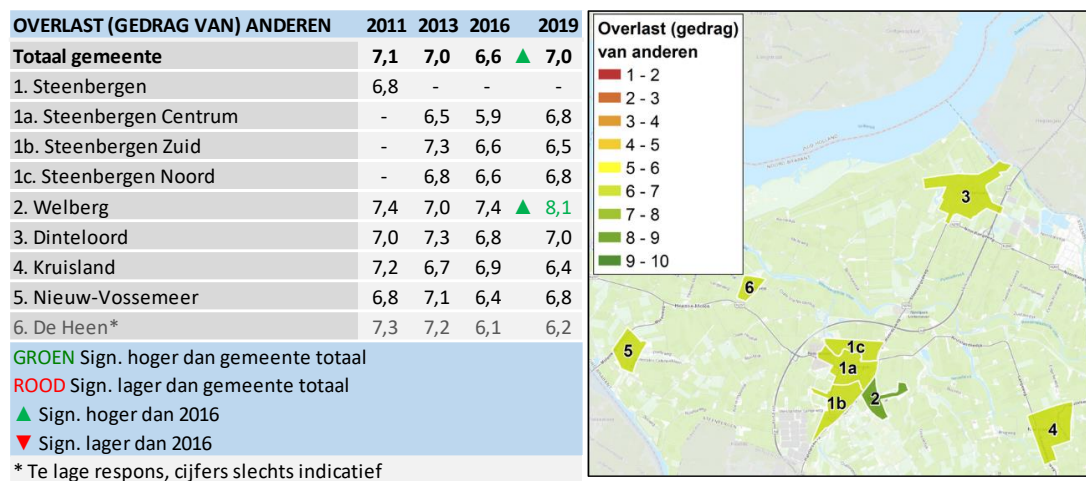 OVERLAST (GEDRAG VAN) ANDEREN 2011 2013 2016 2019
Totaal gemeente 7,1 7,0 6,6 ▲ 7,0
1. Steenbergen 6,8 - - -
1a. Steenbergen Centrum - 6,5 5,9 6,8
1b. Steenbergen Zuid - 7,3 6,6 6,5
1c. Steenbergen Noord - 6,8 6,6 6,8
2. Welberg 7,4 7,0 7,4 ▲ 8,1
3. Dinteloord 7,0 7,3 6,8 7,0
4. Kruisland 7,2 6,7 6,9 6,4
5. Nieuw-Vossemeer 6,8 7,1 6,4 6,8
6. De Heen* 7,3 7,2 6,1 6,2
GROEN Sign. hoger dan gemeente totaal
ROOD Sign. lager dan gemeente totaal
▲ Sign. hoger dan 2016
▼ Sign. lager dan 2016
* Te lage respons, cijfers slechts indicatief
Overlast (gedrag)
van anderen
1 - 2
2 - 3
3 - 4
4 - 5
5 - 6
6 - 7
7 - 8
8 - 9
9 - 10
3
6
5
1c
1a
1b
2
4